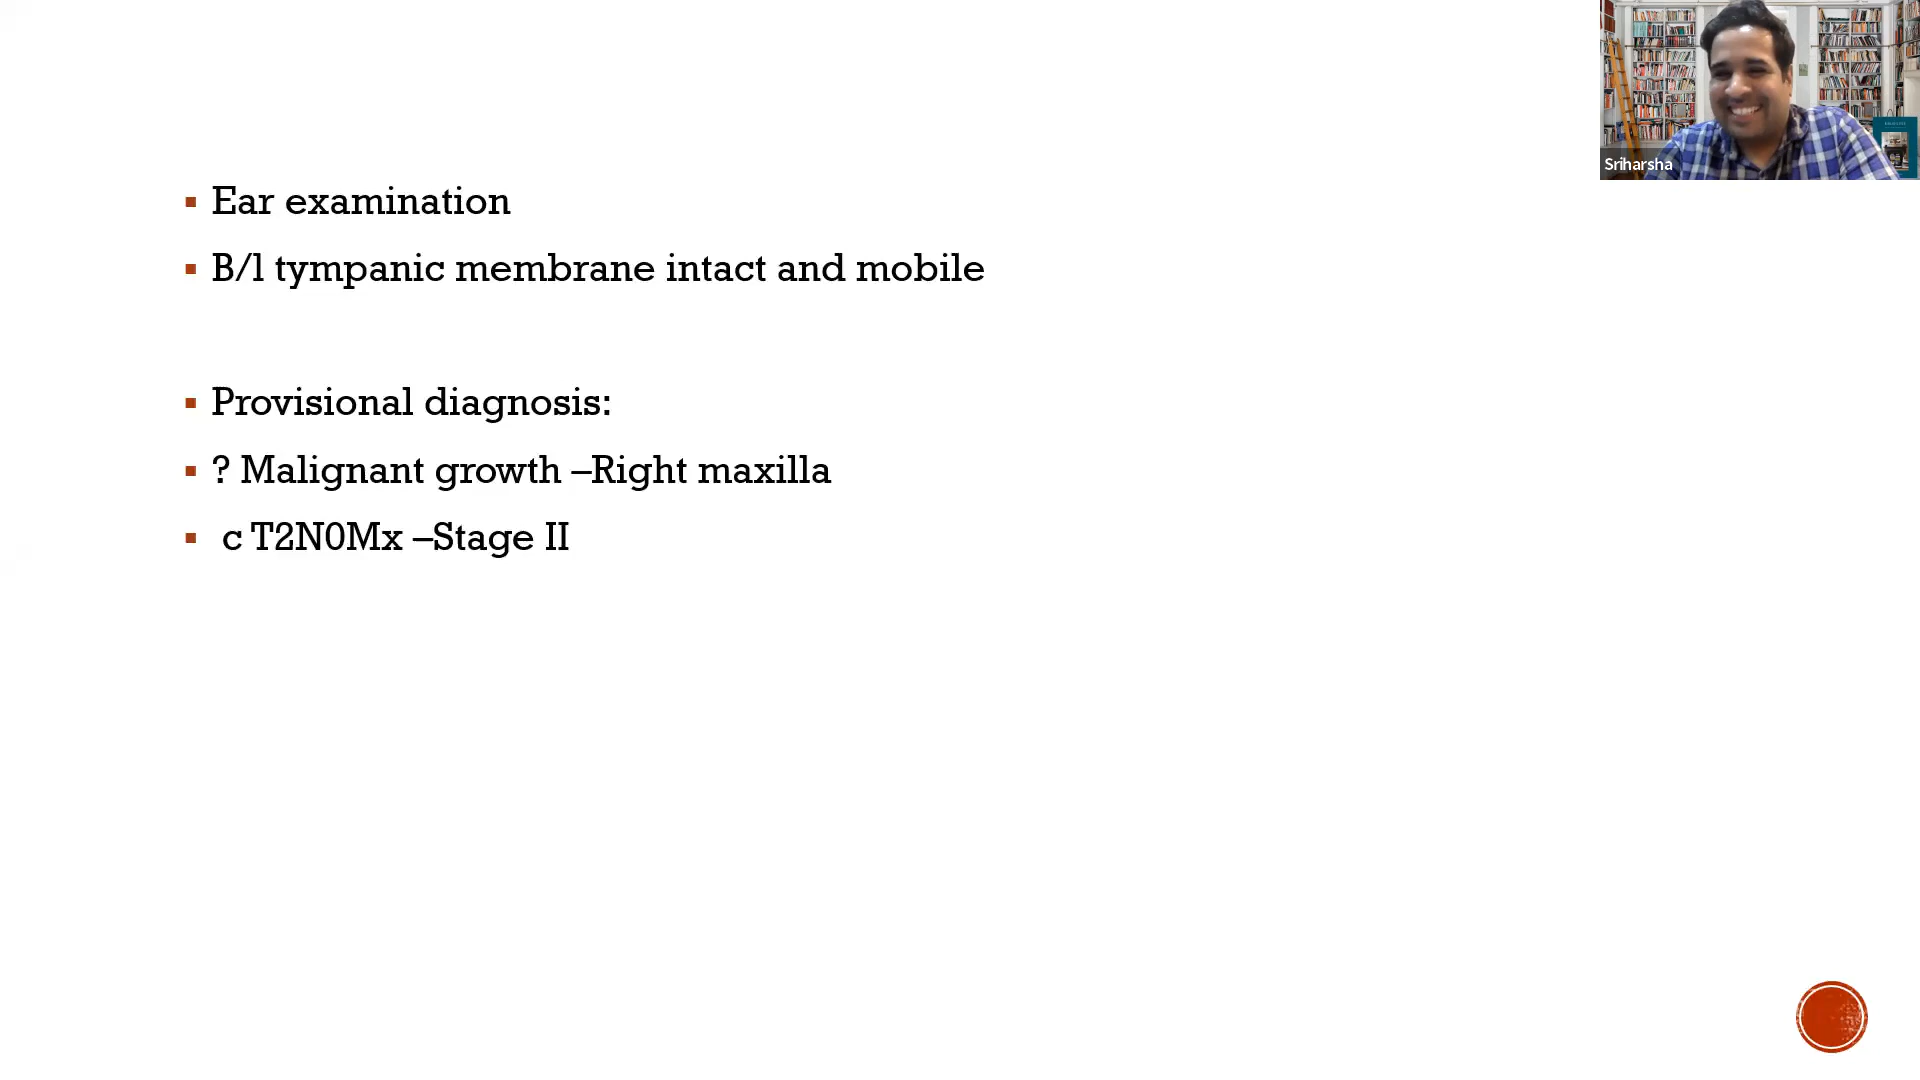 Sriharsha
Ear examination
B/l tympanic membrane intact and mobile
Provisional diagnosis:
? Malignant growth –Right maxilla
c T2N0Mx –Stage II